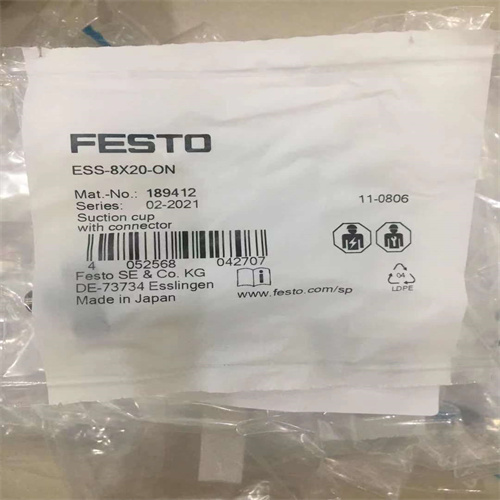 FESTO
ESS-8X20-ON
Mat.-No.: 189412
Series: 02-2021
11-0806
Suction cup
with connector
4 052568 042707
Festo SE & Co. KG
DE-73734 Esslingen
Made in Japan
www.festo.com/sp
04
LDPE